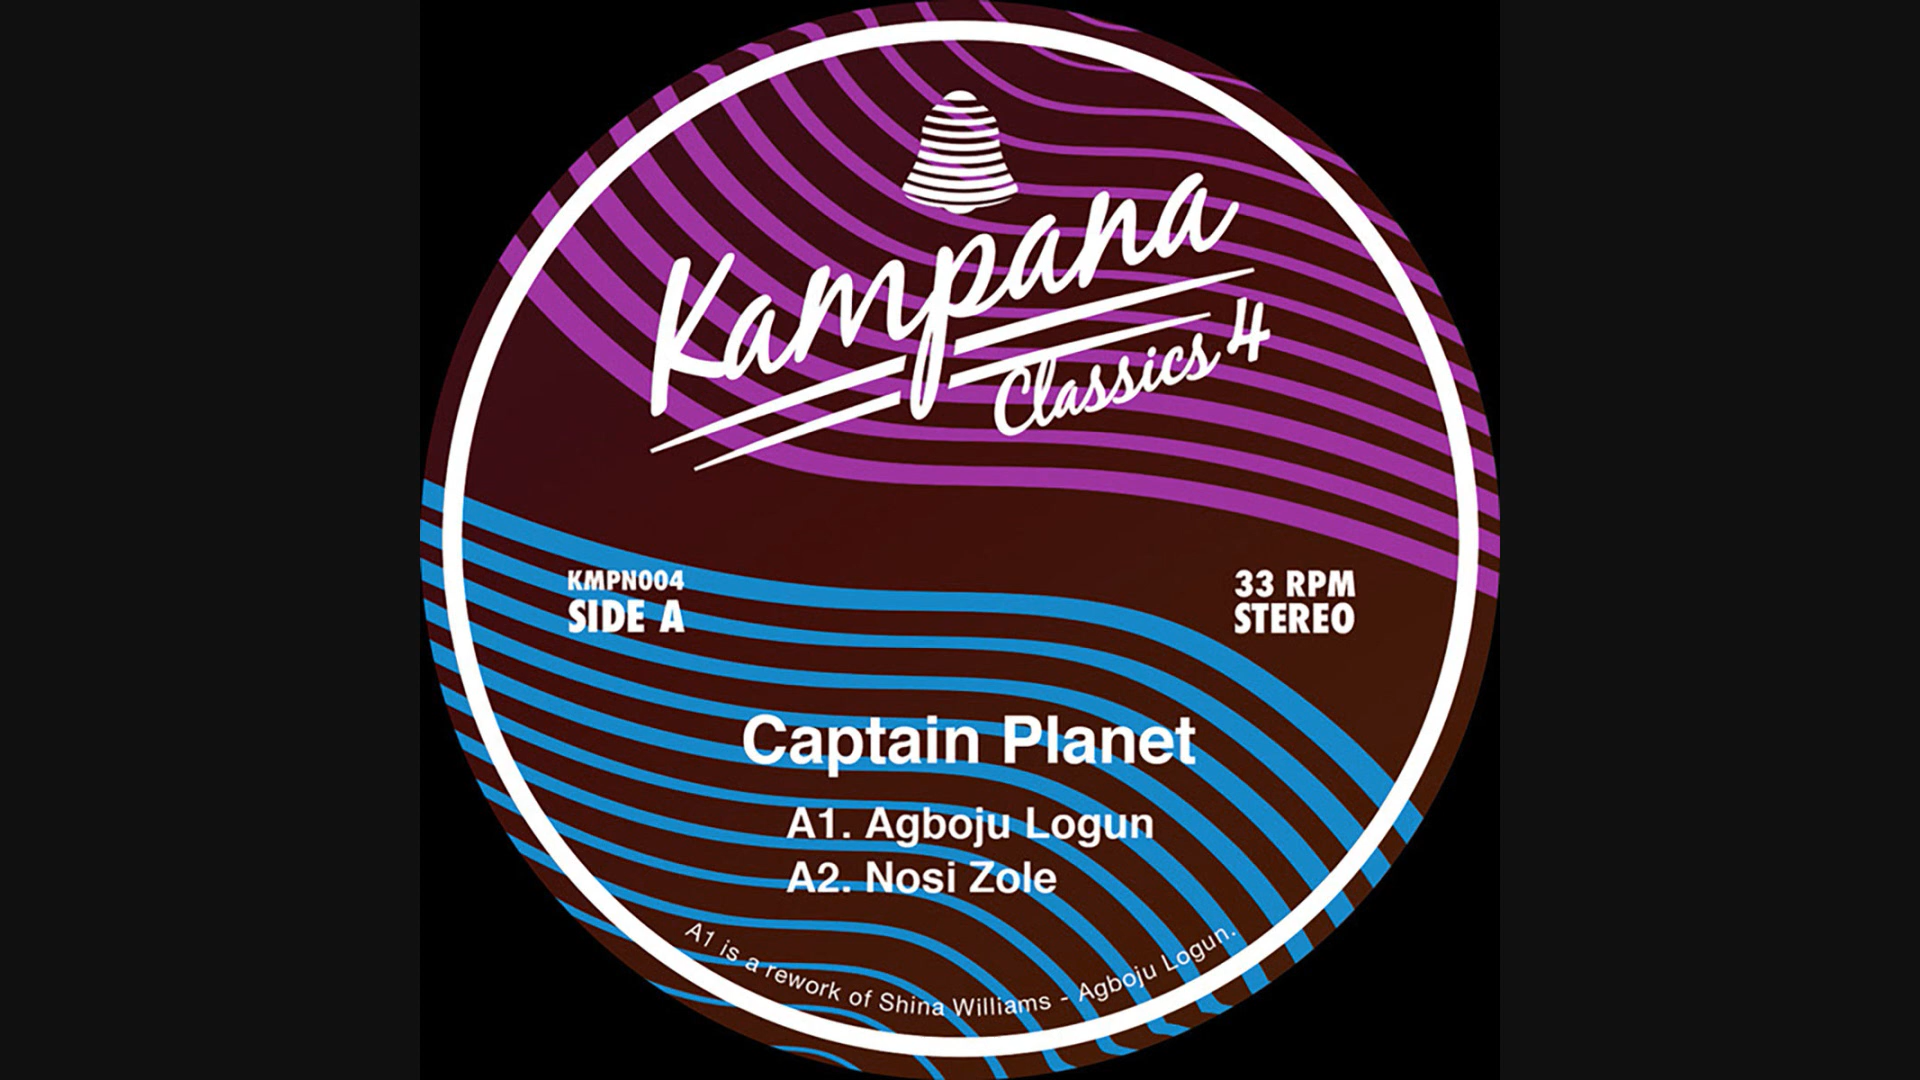 Kampana
Classics 4
KMPN004
SIDE A
33 RPM
STEREO
Captain Planet
A1. Agboju Logun
A2. Nosi Zole
A1 is a rework of Shina Williams - Agboju Logun.